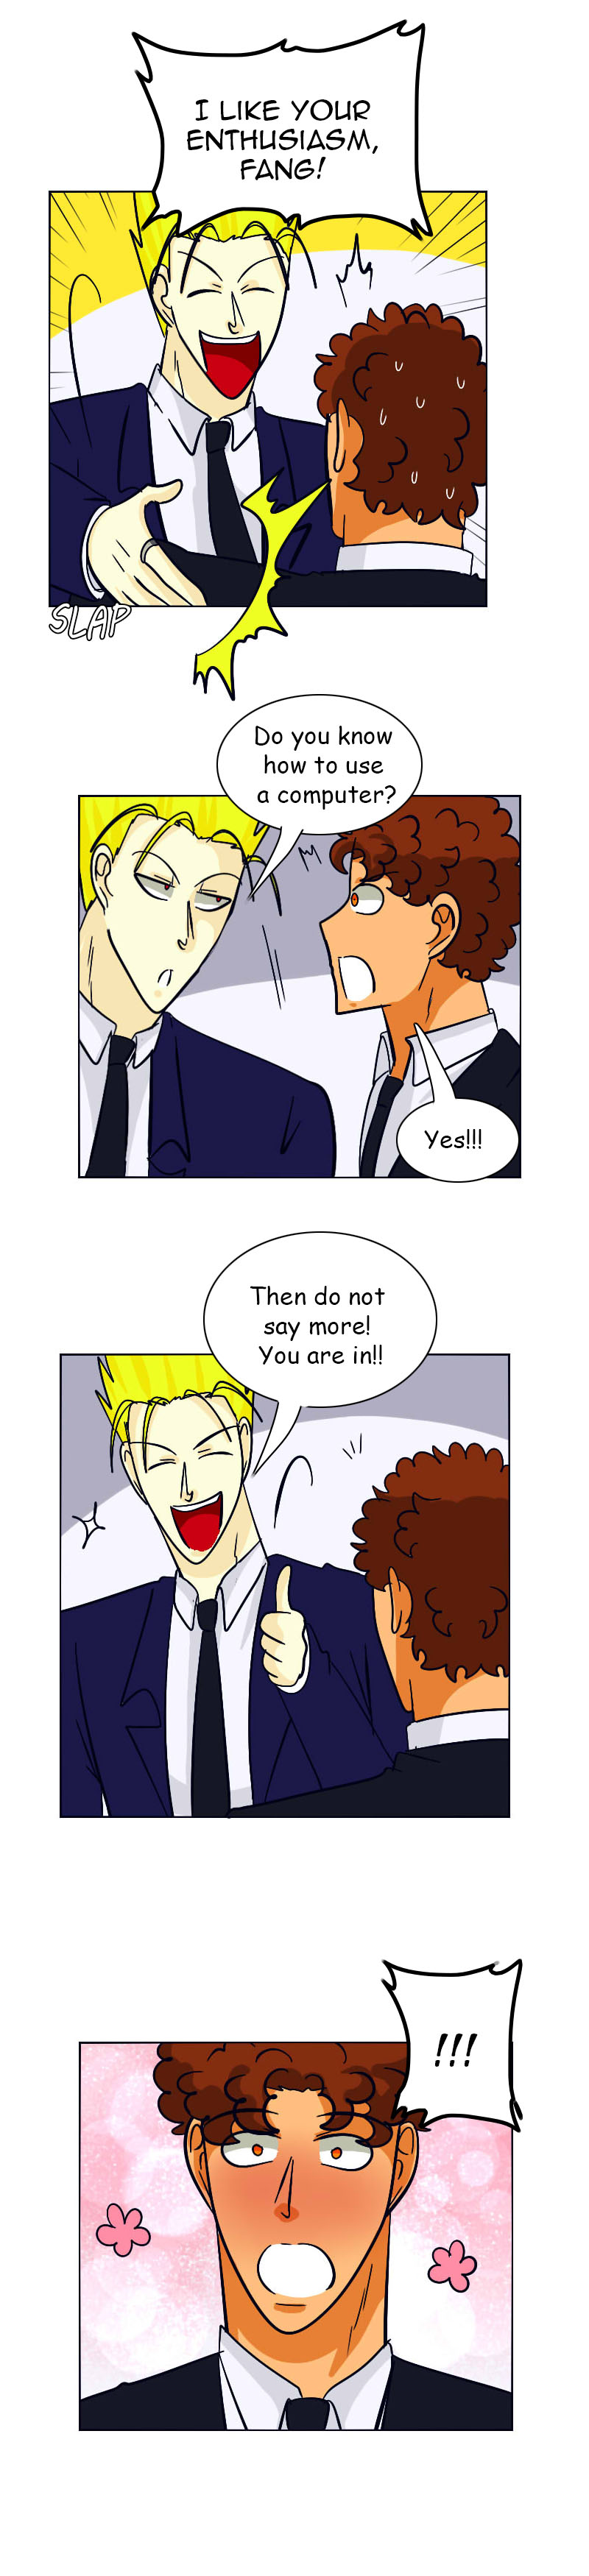 I LIKE YOUR
ENTHUSIASM,
FANG!
SLAP
Do you know
how to use
a computer?
Yes!!!
Then do not
say more!
You are in!!
!!!